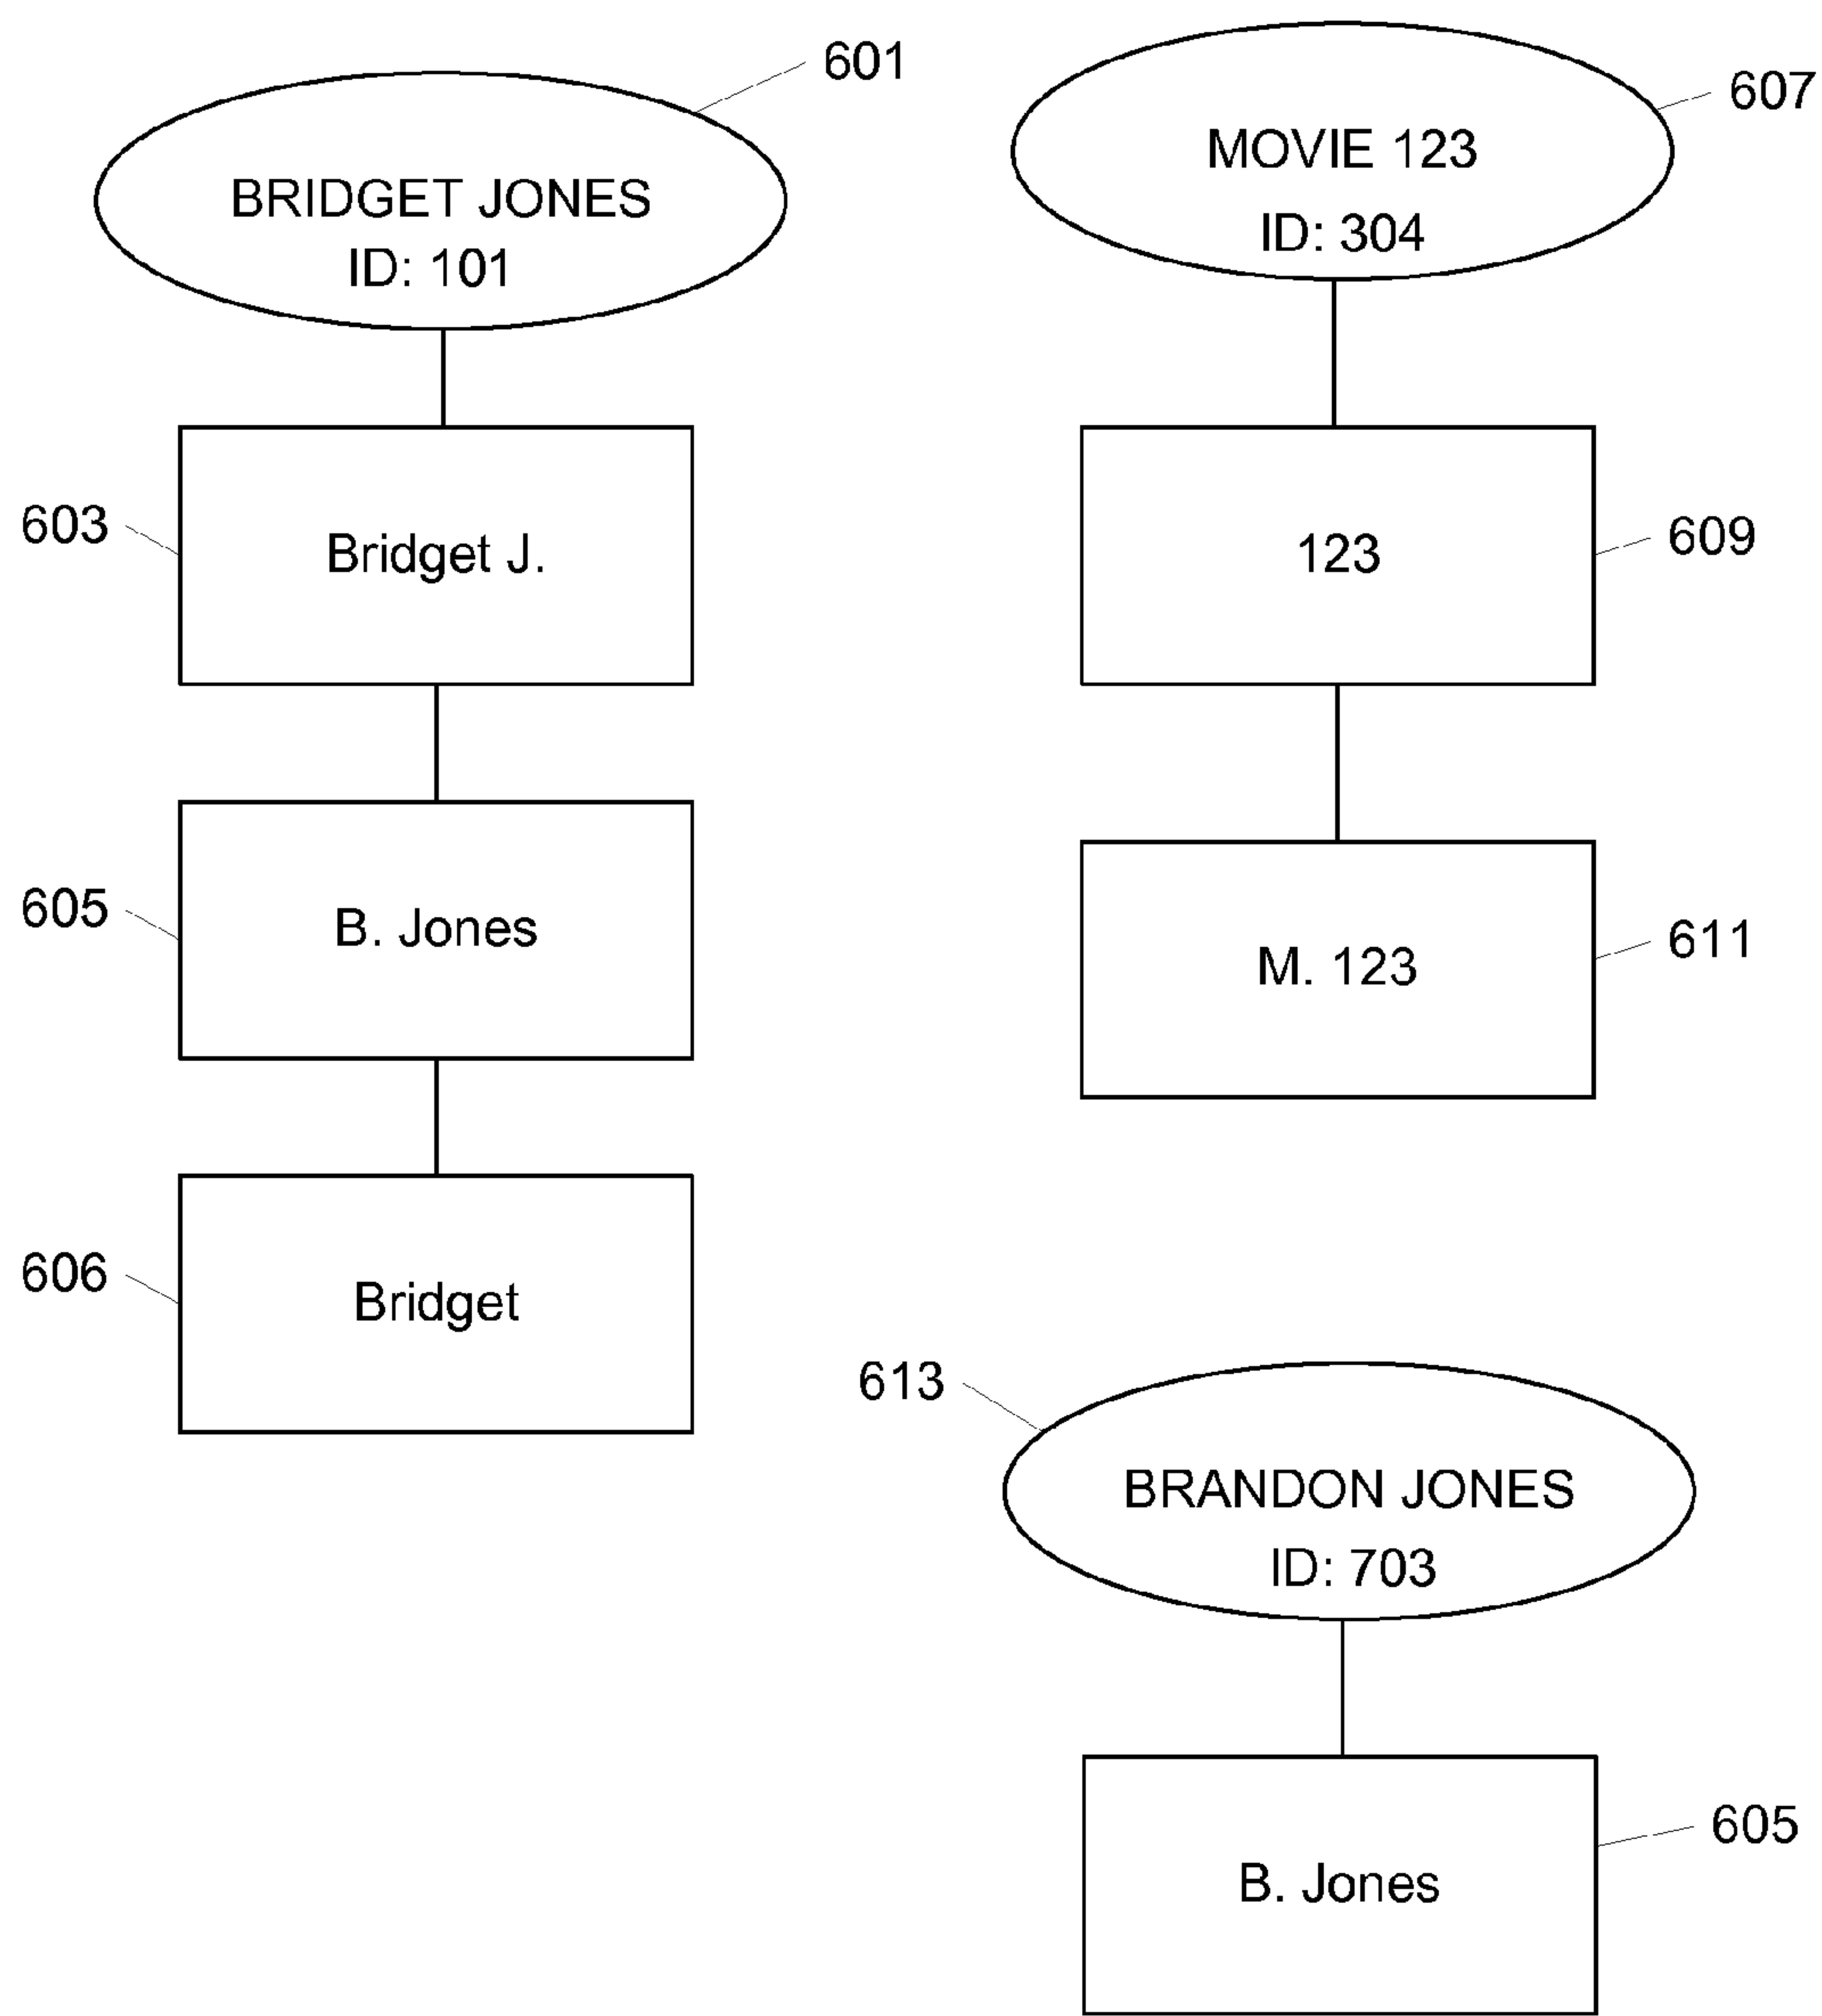 601
BRIDGET JONES
ID: 101
603
Bridget J.
605
B. Jones
606
Bridget
607
MOVIE 123
ID: 304
609
123
611
M. 123
613
BRANDON JONES
ID: 703
605
B. Jones